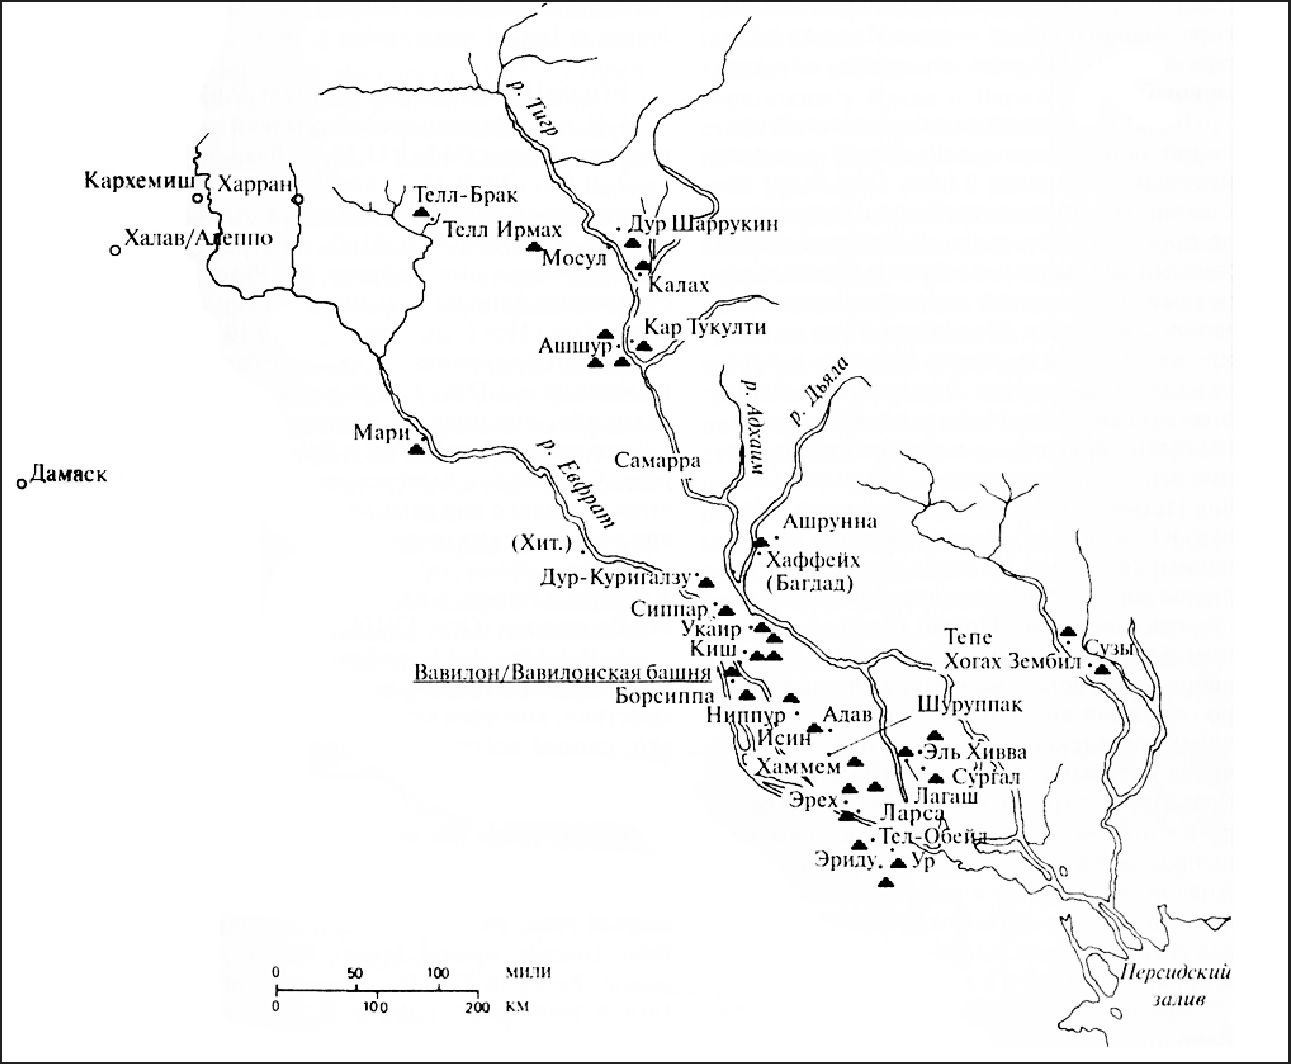 р. Тигр
Кархемиш
Харран
Телл-Брак
Халав/Алеппо
Телл Ирмах
Дур Шаррукин
Мосул
Калах
Кар Тукулти
Ашшур
р. Адхаим
р. Дьяла
Мари
р. Евфрат
Самарра
Дамаск
Ашрунна
(Хит.)
Хаффейх
(Багдад)
Дур-Куригалзу
Сиппар
Укаир
Киш
Тепе
Хогах Зембил
Сузы
Вавилон/Вавилонская башня
Борсиппа
Ниппур
Адав
Шуруппак
Исин
Эль Хивва
Хаммем
Сургал
Лагаш
Эрех
Ларса
Тел-Обейд
Эриду
Ур
Персидский
залив
0 50 100 мили
0 100 200 км